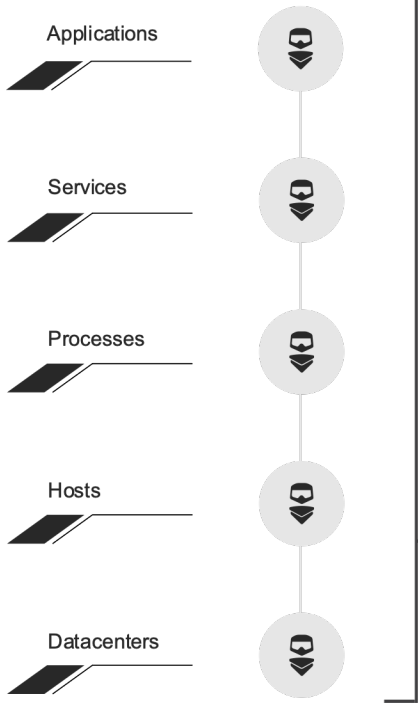 Applications
Services
Processes
Hosts
Datacenters